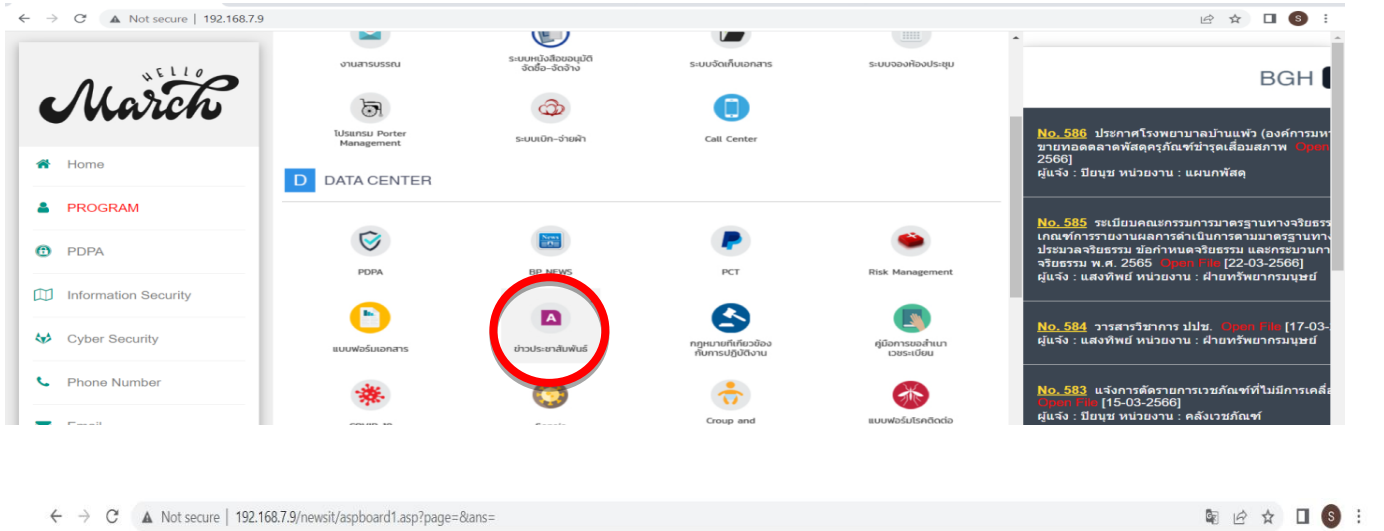 Not secure | 192.168.7.9
S
HELLO
March
Home
PROGRAM
PDPA
Information Security
Cyber Security
Phone Number
Email
งานสารบรรณ
ระบบหนังสือขออนุมัติ
จัดซื้อ-จัดจ้าง
ระบบจัดเก็บเอกสาร
ระบบจองห้องประชุม
โปรแกรม Porter
Management
ระบบเบิก-จ่ายผ้า
Call Center
D DATA CENTER
PDPA
News
BP NEWS
PCT
Risk Management
แบบฟอร์มเอกสาร
A
ข่าวประชาสัมพันธ์
กฎหมายที่เกี่ยวข้อง
กับการปฏิบัติงาน
คู่มือการขอสำเนา
เวชระเบียน
COVID-19
Sepsis
Croup and
แบบฟอร์มโรคติดต่อ
BGH
No. 586 ประกาศโรงพยาบาลบ้านแพ้ว (องค์การมหา
ขายทอดตลาดพัสดุครุภัณฑ์ชำรุดเสื่อมสภาพ Open
2566]
ผู้แจ้ง : ปิยนุช หน่วยงาน : แผนกพัสดุ
No. 585 ระเบียบคณะกรรมการมาตรฐานทางจริยธรร
เกณฑ์การรายงานผลการดำเนินการตามมาตรฐานทาง
ประมวลจริยธรรม ข้อกำหนดจริยธรรม และกระบวนกา
จริยธรรม พ.ศ. 2565 Open File [22-03-2566]
ผู้แจ้ง : แสงทิพย์ หน่วยงาน : ฝ่ายทรัพยากรมนุษย์
No. 584 วารสารวิชาการ ปปช. Open File [17-03-
ผู้แจ้ง : แสงทิพย์ หน่วยงาน : ฝ่ายทรัพยากรมนุษย์
No. 583 แจ้งการตัดรายการเวชภัณฑ์ที่ไม่มีการเคลื่อ
Open File [15-03-2566]
ผู้แจ้ง : ปิยนุช หน่วยงาน : คลังเวชภัณฑ์
Not secure | 192.168.7.9/newsit/aspboard1.asp?page=&ans=
S